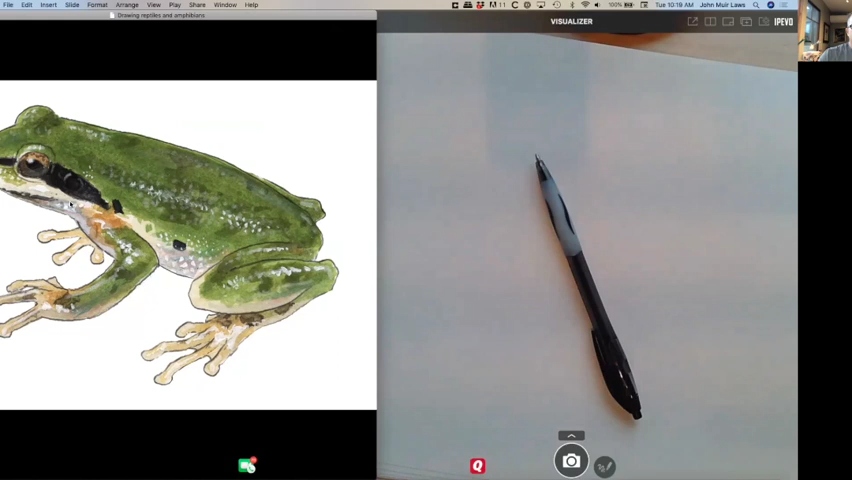 File Edit Insert Slide Format Arrange View Play Share Window Help
100% Tue 10:19 AM John Muir Laws
Drawing reptiles and amphibians
VISUALIZER
IPEVO
Q